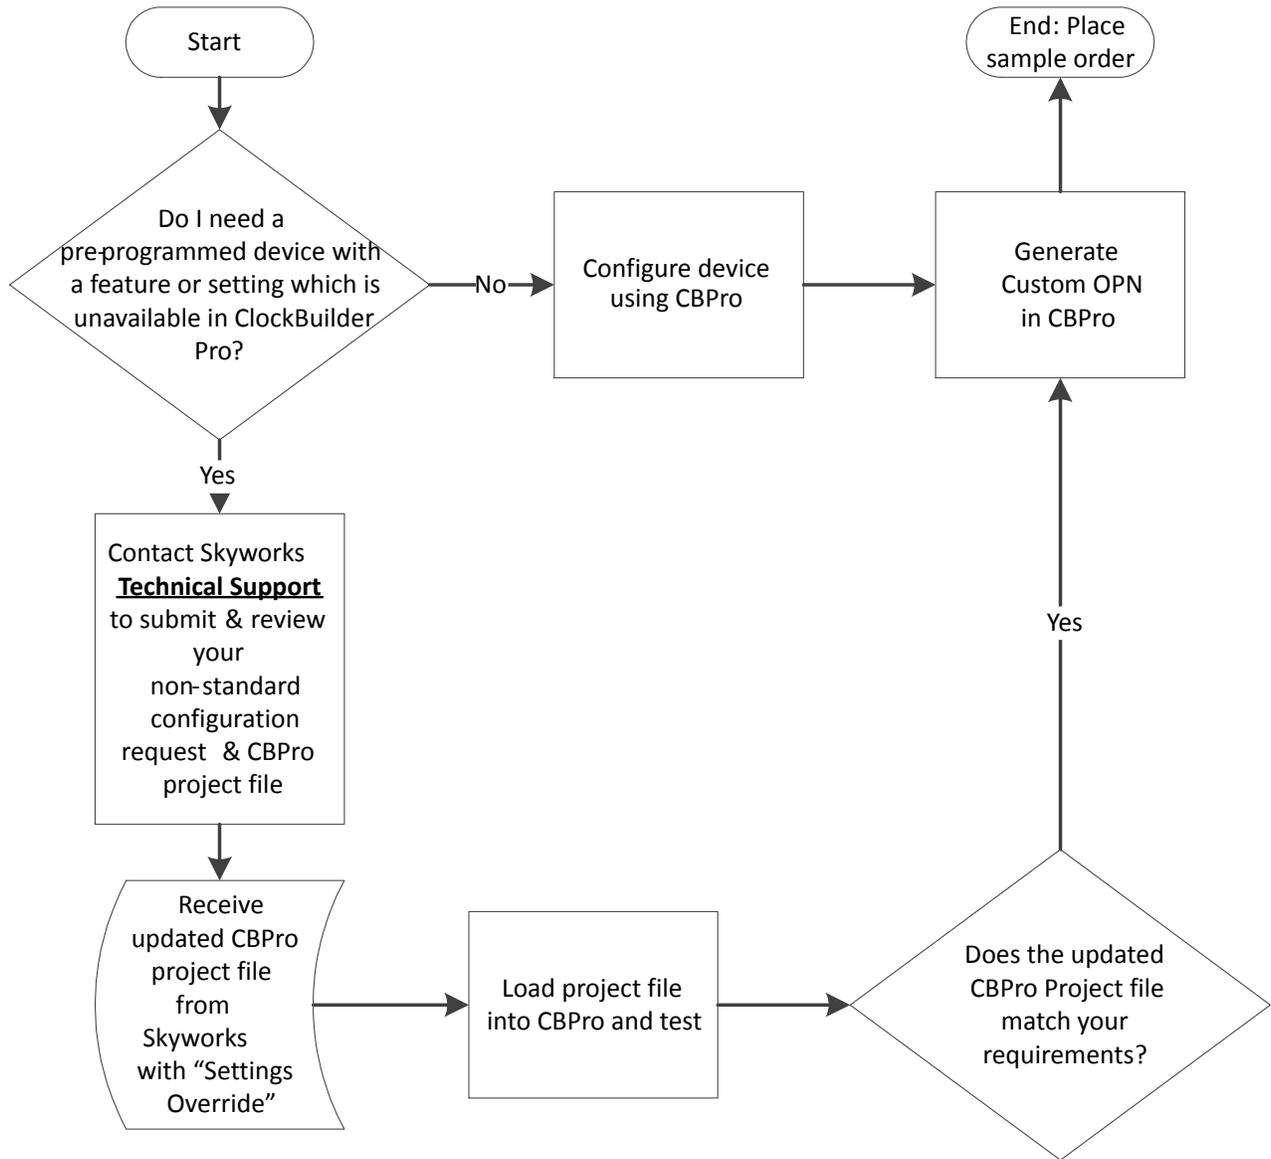 Start
End: Place
sample order
Do I need a
pre-programmed device with
a feature or setting which is
unavailable in ClockBuilder
Pro?
No
Configure device
using CBPro
Generate
Custom OPN
in CBPro
Yes
Contact Skyworks
Technical Support
to submit & review
your
non-standard
configuration
request & CBPro
project file
Yes
Receive
updated CBPro
project file
from
Skyworks
with “Settings
Override”
Load project file
into CBPro and test
Does the updated
CBPro Project file
match your
requirements?